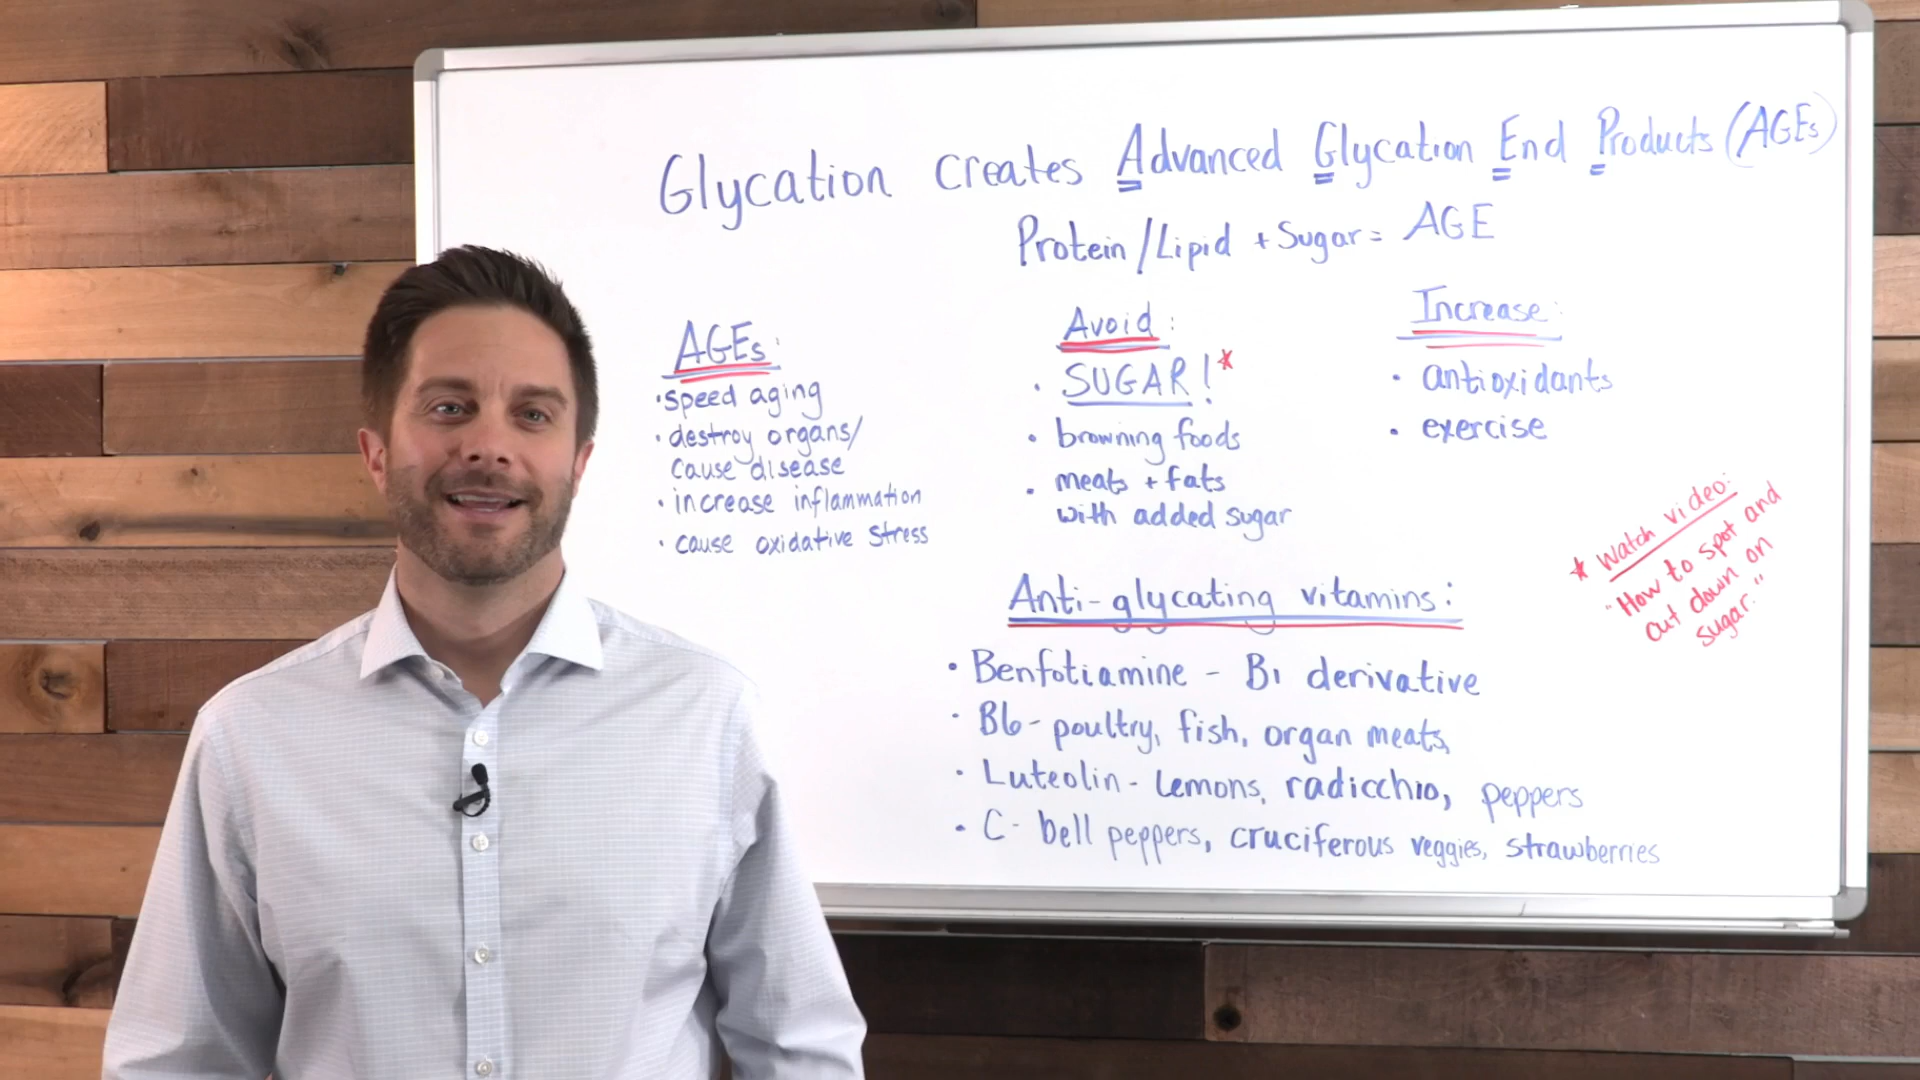 Glycation creates Advanced Glycation End Products (AGEs)
Protein/Lipid + Sugar = AGE
AGEs:
• speed aging
• destroy organs/
cause disease
• increase inflammation
• cause oxidative stress
Avoid:
• SUGAR! *
• browning foods
• meats + fats
with added sugar
Increase:
• antioxidants
• exercise
* Watch video:
"How to spot and
cut down on
sugar."
Anti-glycating vitamins:
• Benfotiamine - B1 derivative
• B6 - poultry, fish, organ meats,
• Luteolin - Lemons, radicchio, peppers
• C - bell peppers, cruciferous veggies, strawberries